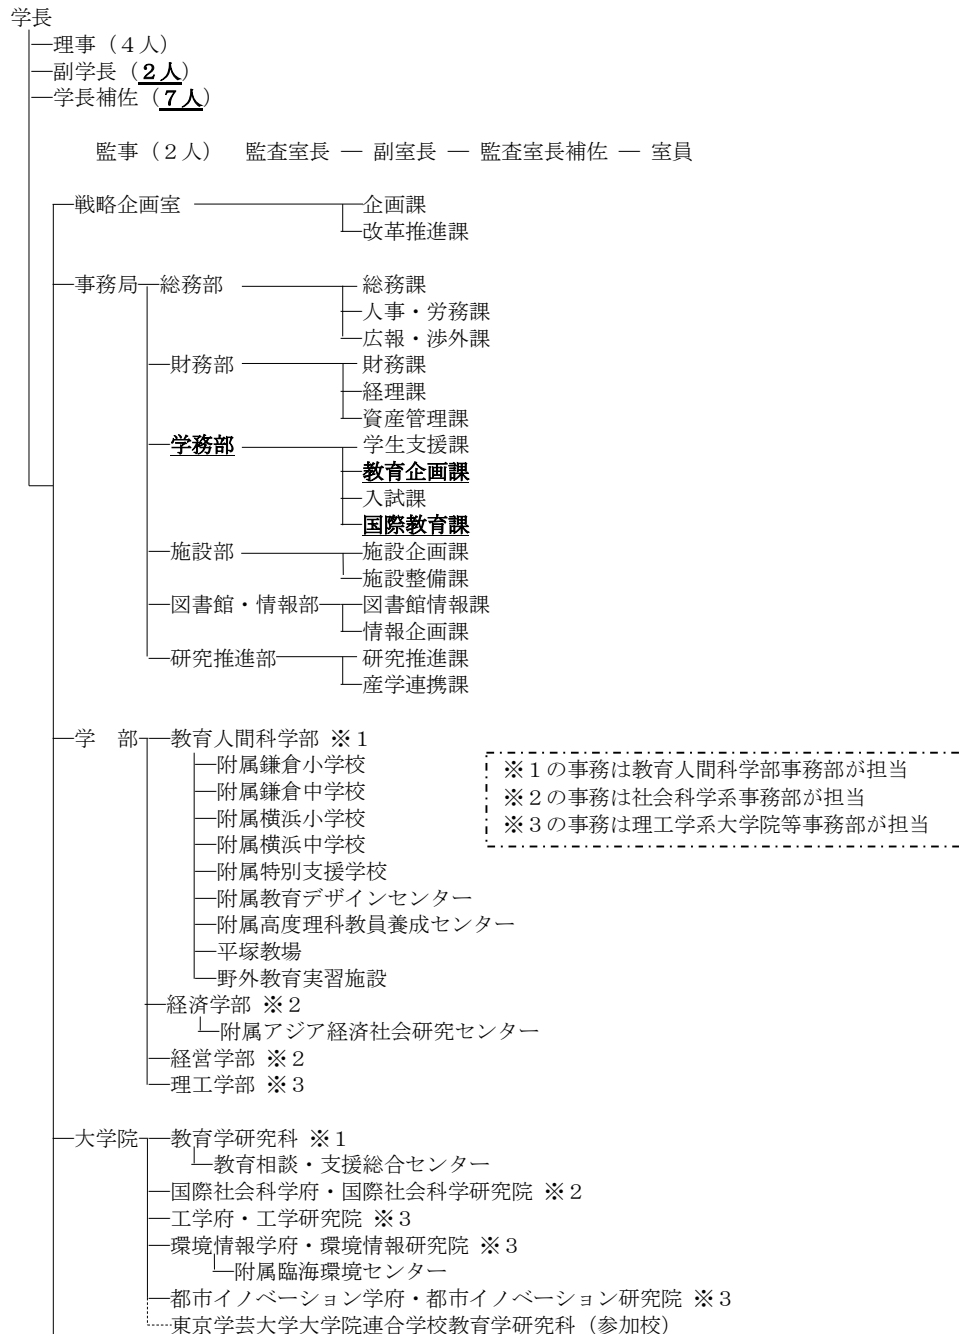 学長
理事（４人）
副学長（２人）
学長補佐（７人）
監事（２人） 監査室長 ― 副室長 ― 監査室長補佐 ― 室員
戦略企画室 企画課
改革推進課
事務局 総務部 総務課
人事・労務課
広報・渉外課
財務部 財務課
経理課
資産管理課
学務部 学生支援課
教育企画課
入試課
国際教育課
施設部 施設企画課
施設整備課
図書館・情報部 図書館情報課
情報企画課
研究推進部 研究推進課
産学連携課
学　部 教育人間科学部 ※１
附属鎌倉小学校
附属鎌倉中学校
附属横浜小学校
附属横浜中学校
附属特別支援学校
附属教育デザインセンター
附属高度理科教員養成センター
平塚教場
野外教育実習施設
※１の事務は教育人間科学部事務部が担当
※２の事務は社会科学系事務部が担当
※３の事務は理工学系大学院等事務部が担当
経済学部 ※２
附属アジア経済社会研究センター
経営学部 ※２
理工学部 ※３
大学院 教育学研究科 ※１
教育相談・支援総合センター
国際社会科学府・国際社会科学研究院 ※２
工学府・工学研究院 ※３
環境情報学府・環境情報研究院 ※３
附属臨海環境センター
都市イノベーション学府・都市イノベーション研究院 ※３
東京学芸大学大学院連合学校教育学研究科（参加校）